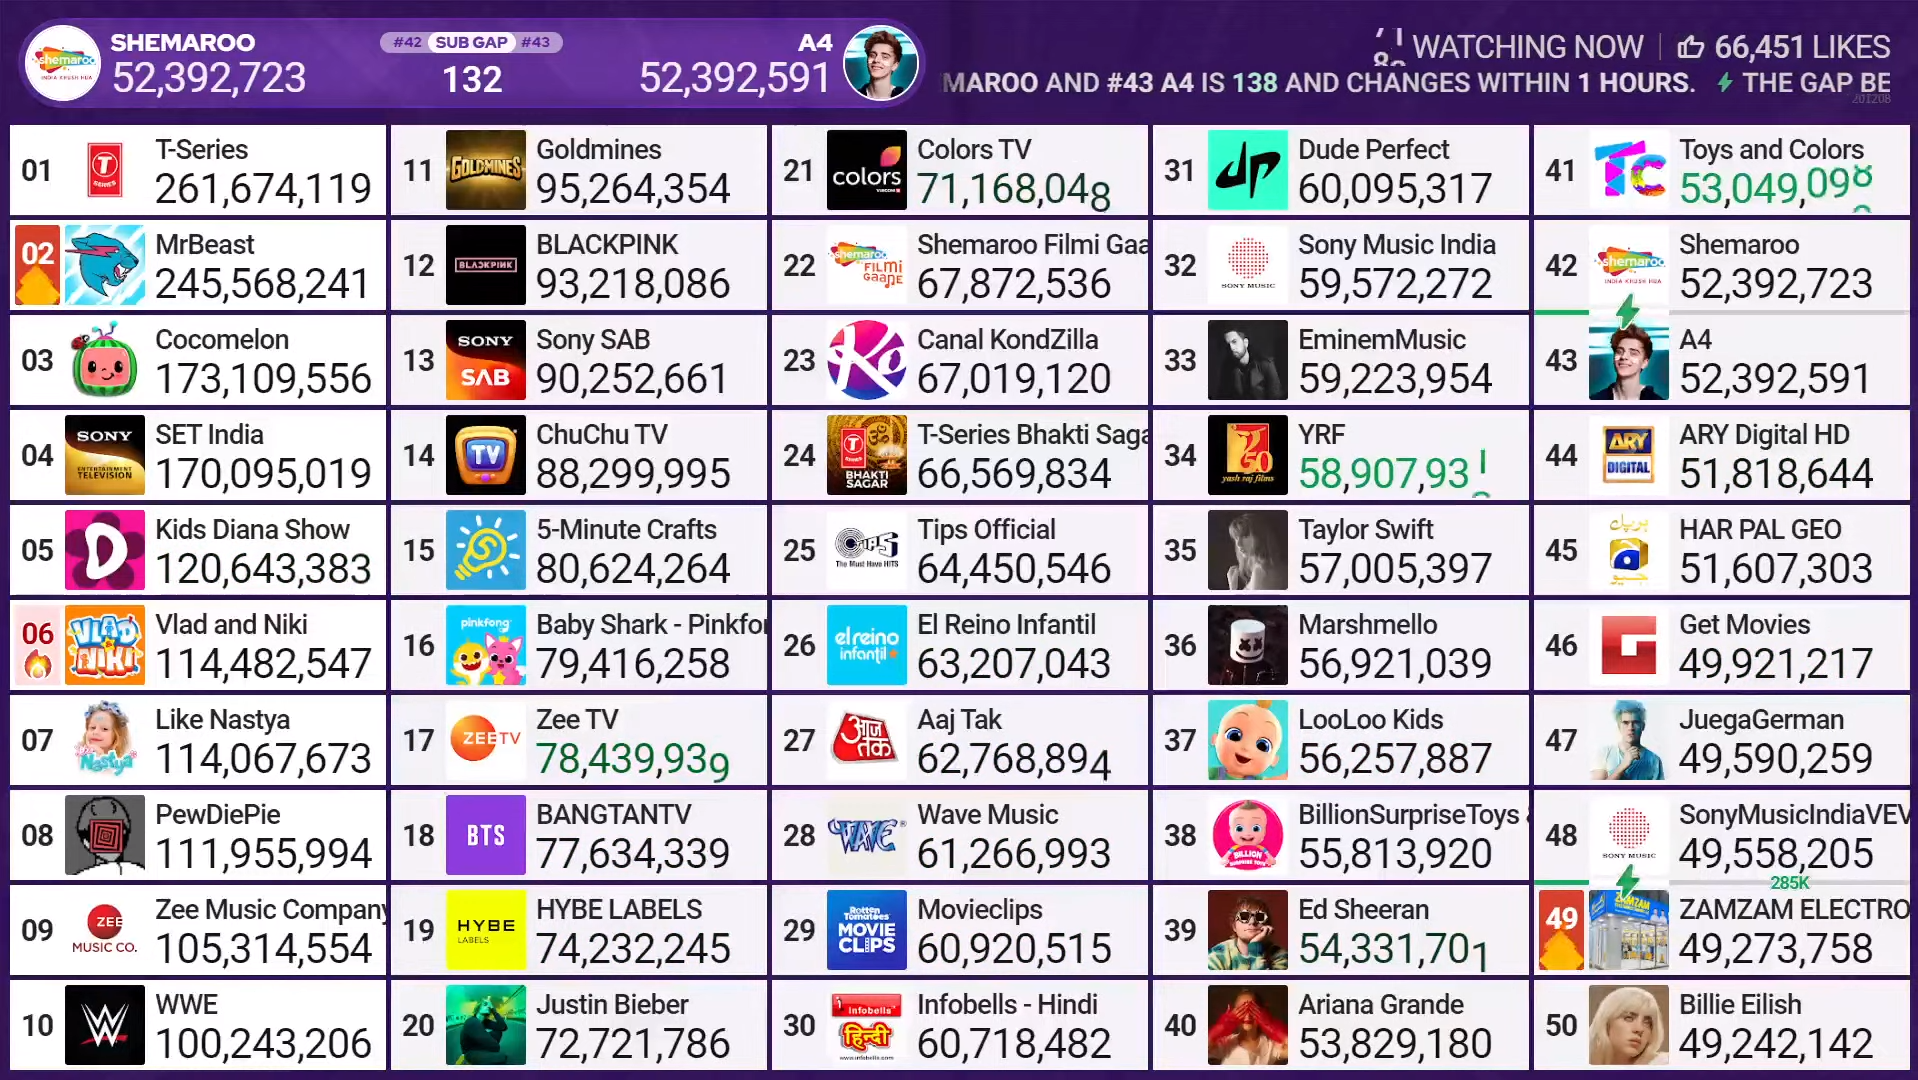 SHEMAROO
52,392,723
#42 SUB GAP #43
132
A4
52,392,591
WATCHING NOW
66,451 LIKES
MAROO AND #43 A4 IS 138 AND CHANGES WITHIN 1 HOURS. THE GAP BE
201208
01 T-Series
261,674,119
02 MrBeast
245,568,241
03 Cocomelon
173,109,556
04 SET India
170,095,019
05 Kids Diana Show
120,643,383
06 Vlad and Niki
114,482,547
07 Like Nastya
114,067,673
08 PewDiePie
111,955,994
09 Zee Music Company
105,314,554
10 WWE
100,243,206
11 Goldmines
95,264,354
12 BLACKPINK
93,218,086
13 Sony SAB
90,252,661
14 ChuChu TV
88,299,995
15 5-Minute Crafts
80,624,264
16 Baby Shark - Pinkfo
79,416,258
17 Zee TV
78,439,939
18 BANGTANTV
77,634,339
19 HYBE LABELS
74,232,245
20 Justin Bieber
72,721,786
21 Colors TV
71,168,048
22 Shemaroo Filmi Gaa
67,872,536
23 Canal KondZilla
67,019,120
24 T-Series Bhakti Saga
66,569,834
25 Tips Official
64,450,546
26 El Reino Infantil
63,207,043
27 Aaj Tak
62,768,894
28 Wave Music
61,266,993
29 Movieclips
60,920,515
30 Infobells - Hindi
60,718,482
31 Dude Perfect
60,095,317
32 Sony Music India
59,572,272
33 EminemMusic
59,223,954
34 YRF
58,907,931
35 Taylor Swift
57,005,397
36 Marshmello
56,921,039
37 LooLoo Kids
56,257,887
38 BillionSurpriseToys
55,813,920
39 Ed Sheeran
54,331,701
40 Ariana Grande
53,829,180
41 Toys and Colors
53,049,098
42 Shemaroo
52,392,723
43 A4
52,392,591
44 ARY Digital HD
51,818,644
45 HAR PAL GEO
51,607,303
46 Get Movies
49,921,217
47 JuegaGerman
49,590,259
48 SonyMusicIndiaVEV
49,558,205
285K
49 ZAMZAM ELECTRO
49,273,758
50 Billie Eilish
49,242,142